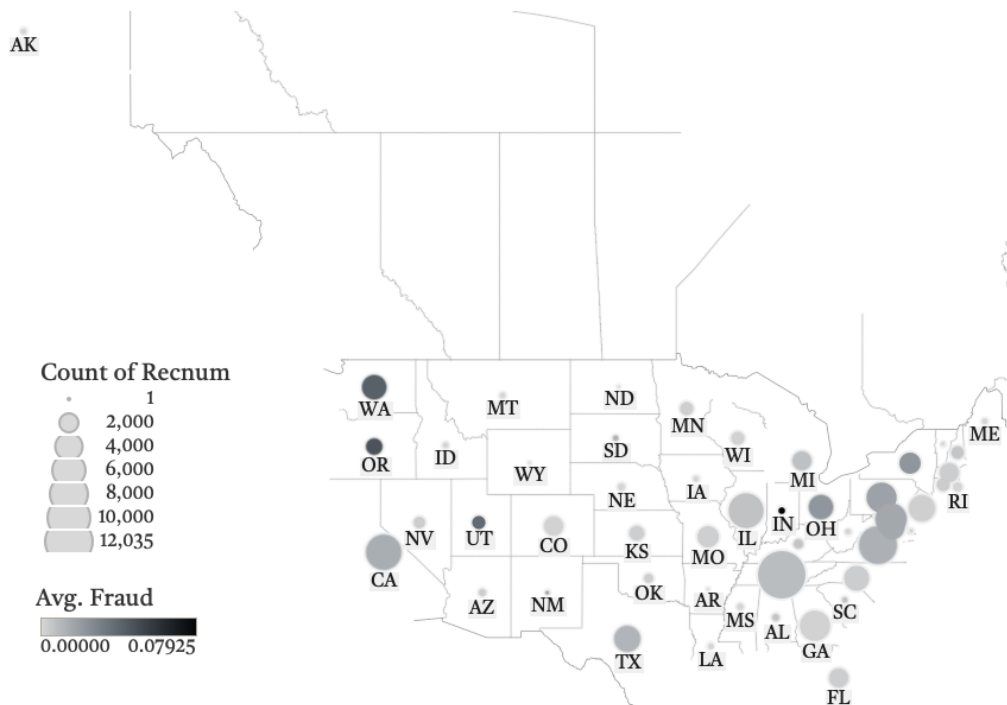 AK
Count of Recnum
1
2,000
4,000
6,000
8,000
10,000
12,035
Avg. Fraud
0.00000 0.07925
WA
MT
ND
MN
ME
OR
ID
SD
WI
MI
WY
NE
IA
RI
NV
UT
CO
KS
MO
IL
IN
OH
CA
AZ
NM
OK
AR
MS
AL
SC
TX
LA
GA
FL